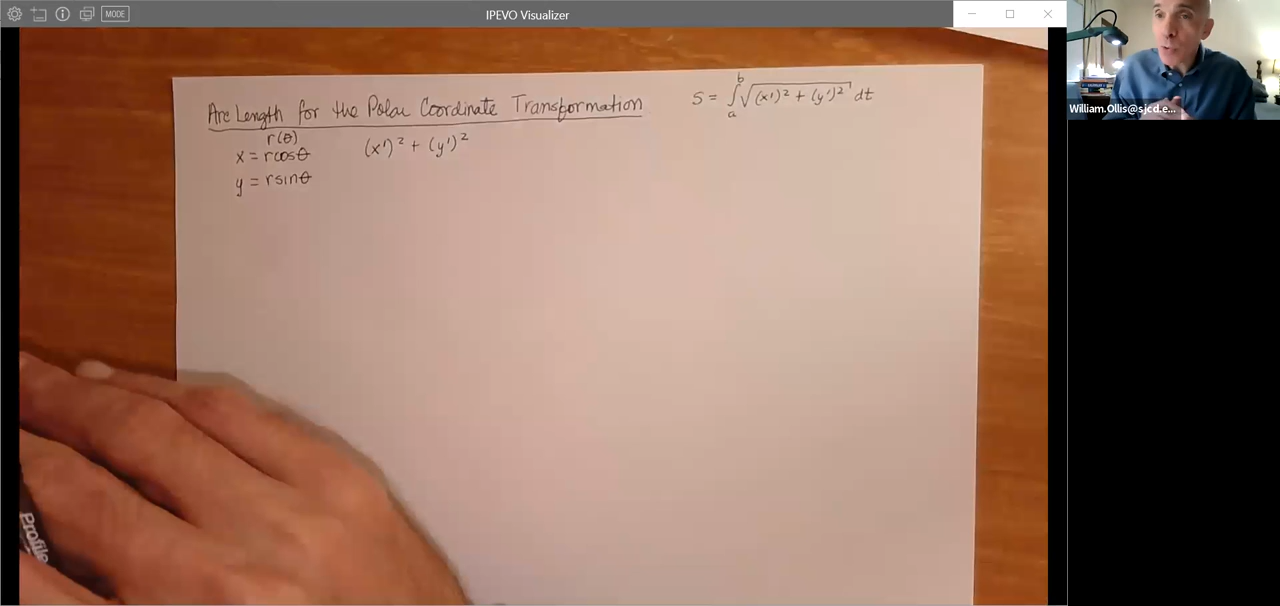 MODE
IPEVO Visualizer
William.Ollis@sjcd.e...
Arc Length for the Polar Coordinate Transformation
S = ∫ₐᵇ √((x')² + (y')²) dt
r(θ)
x = rcosθ
(x')² + (y')²
y = rsinθ
Profile